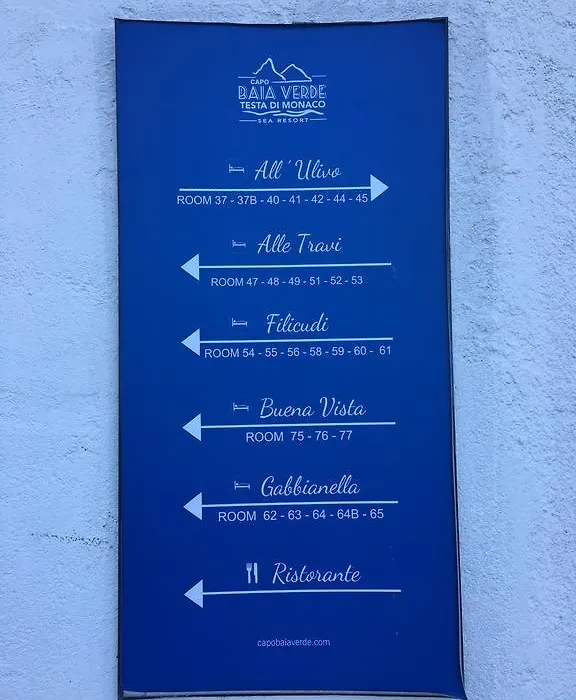 CAPO
BAIA VERDE
TESTA DI MONACO
SEA RESORT
All'Ulivo
ROOM 37 - 37B - 40 - 41 - 42 - 44 - 45
Alle Travi
ROOM 47 - 48 - 49 - 51 - 52 - 53
Filicudi
ROOM 54 - 55 - 56 - 58 - 59 - 60 - 61
Buena Vista
ROOM 75 - 76 - 77
Gabbianella
ROOM 62 - 63 - 64 - 64B - 65
Ristorante
capobaiaverde.com